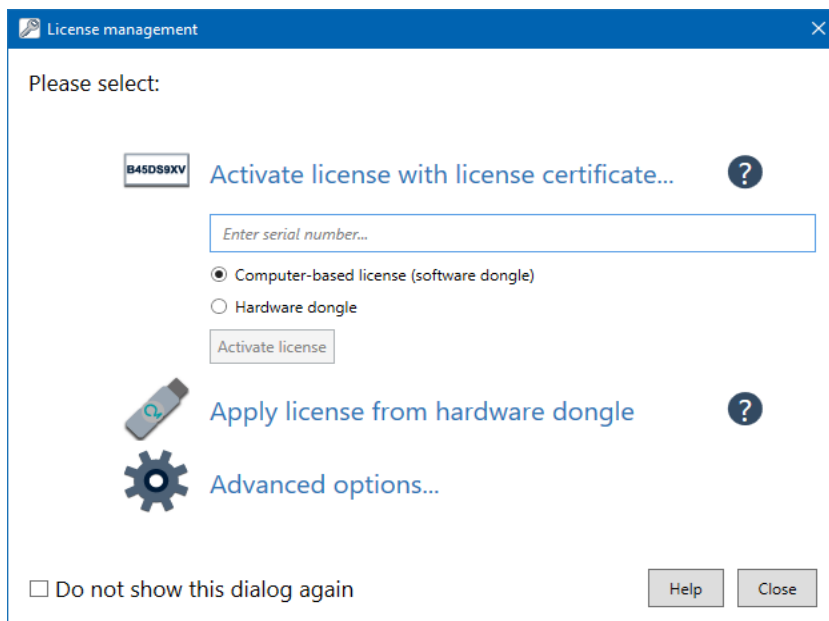 License management
Please select:
B45DS9XV
Activate license with license certificate...
?
Enter serial number...
Computer-based license (software dongle)
Hardware dongle
Activate license
Apply license from hardware dongle
?
Advanced options...
Do not show this dialog again
Help
Close